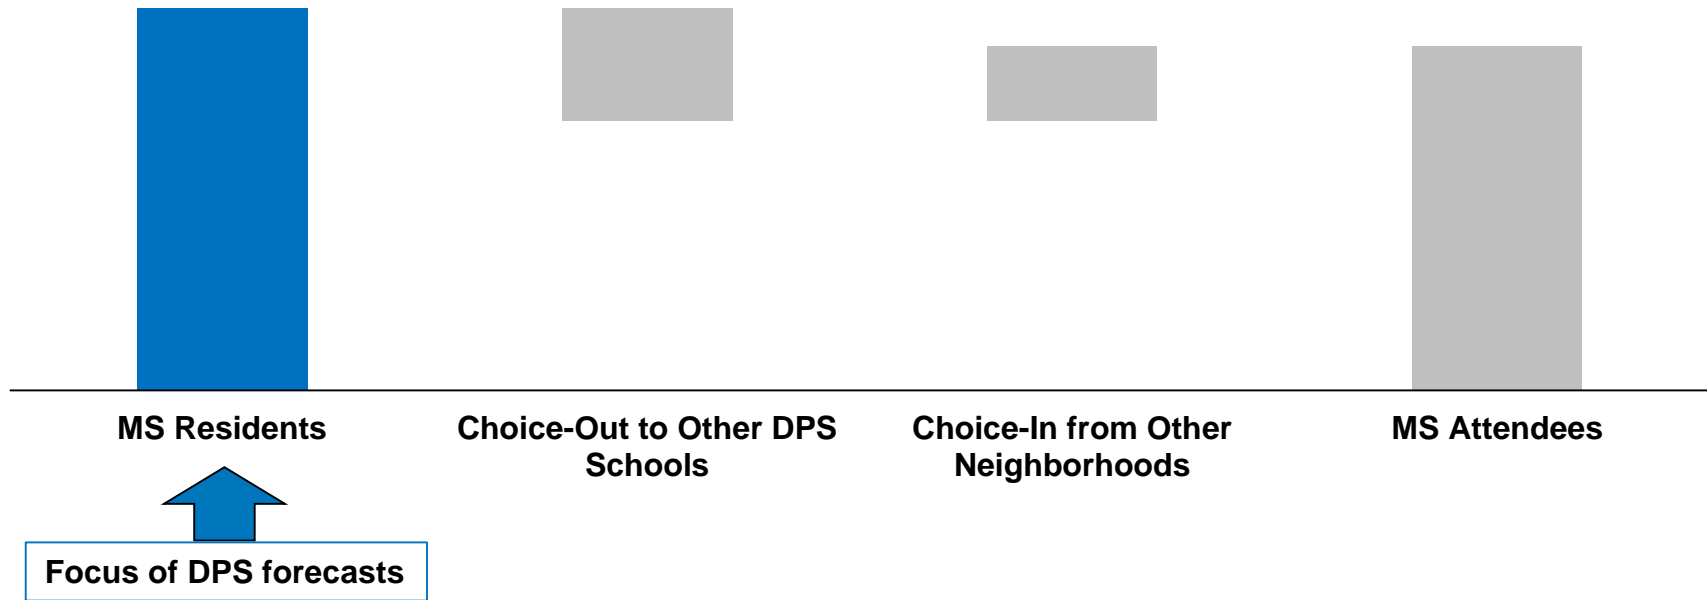 MS Residents
Choice-Out to Other DPS
Schools
Choice-In from Other
Neighborhoods
MS Attendees
Focus of DPS forecasts